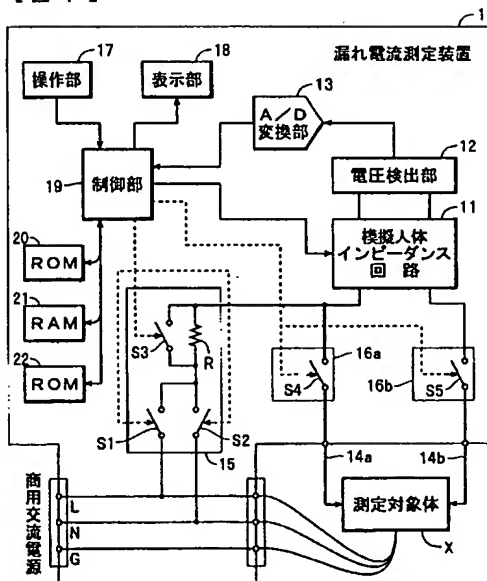 1
漏れ電流測定装置
17
操作部
18
表示部
13
A/D
変換部
12
電圧検出部
19
制御部
11
模擬人体
インピーダンス
回路
20
ROM
21
RAM
22
ROM
S3
R
S4
16a
16b
S5
S1
S2
15
14a
14b
商用交流電源
L
N
G
測定対象体
X